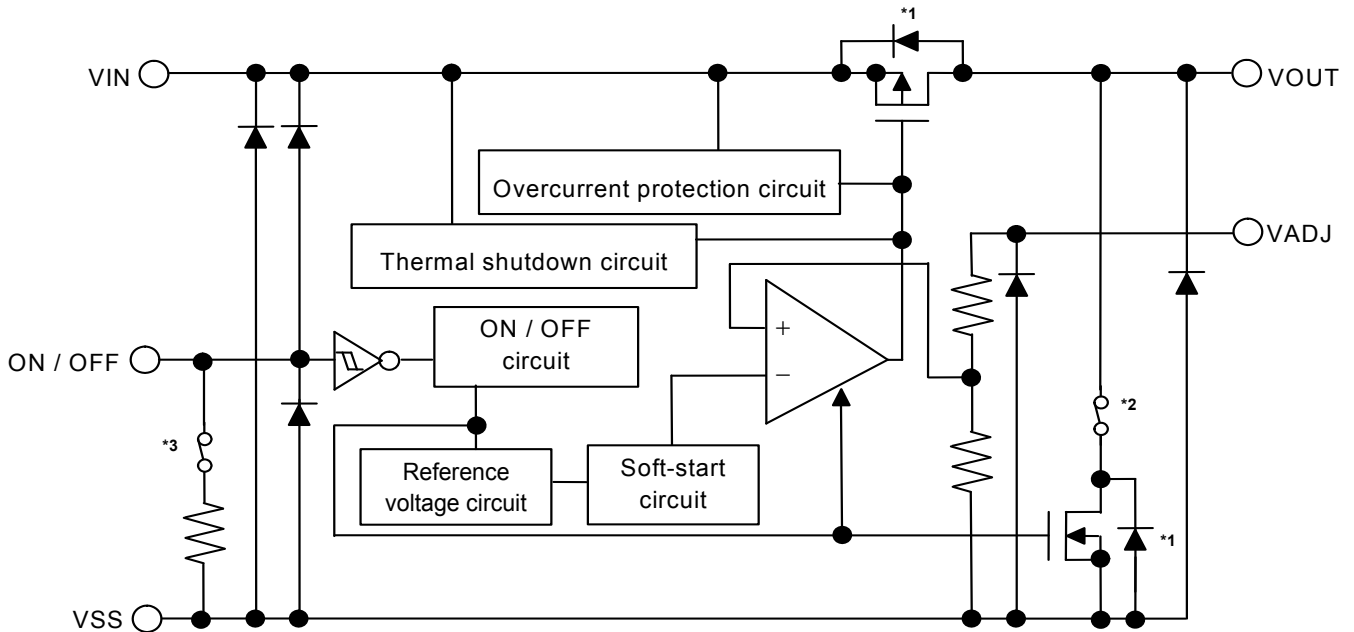 *1
VIN
VOUT
Overcurrent protection circuit
VADJ
Thermal shutdown circuit
+
−
ON / OFF
ON / OFF
circuit
*2
*3
Reference
voltage circuit
Soft-start
circuit
*1
VSS